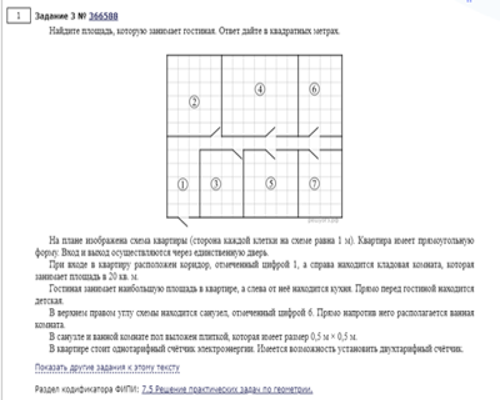 1 Задание 3 № 366588
Найдите площадь, которую занимает гостиная. Ответ дайте в квадратных метрах.
2 4 6
1 3 5 7
На плане изображена схема квартиры (сторона каждой клетки на схеме равна 1 м). Квартира имеет прямоугольную
форму. Вход и выход осуществляются через единственную дверь.
При входе в квартиру расположен коридор, отмеченный цифрой 1, а справа находится кладовая комната, которая
занимает площадь в 20 кв. м.
Гостиная занимает наибольшую площадь в квартире, а слева от неё находится кухня. Прямо перед гостиной находится
детская.
В верхнем правом углу схемы находится санузел, отмеченный цифрой 6. Прямо напротив него располагается ванная
комната.
В санузле и ванной комнате пол выложен плиткой, которая имеет размер 0,5 м × 0,5 м.
В квартире стоит однотарифный счётчик электроэнергии. Имеется возможность установить двухтарифный счётчик.
Показать другие задания к этому тексту
Раздел кодификатора ФИПИ: 7.5 Решение практических задач по геометрии.